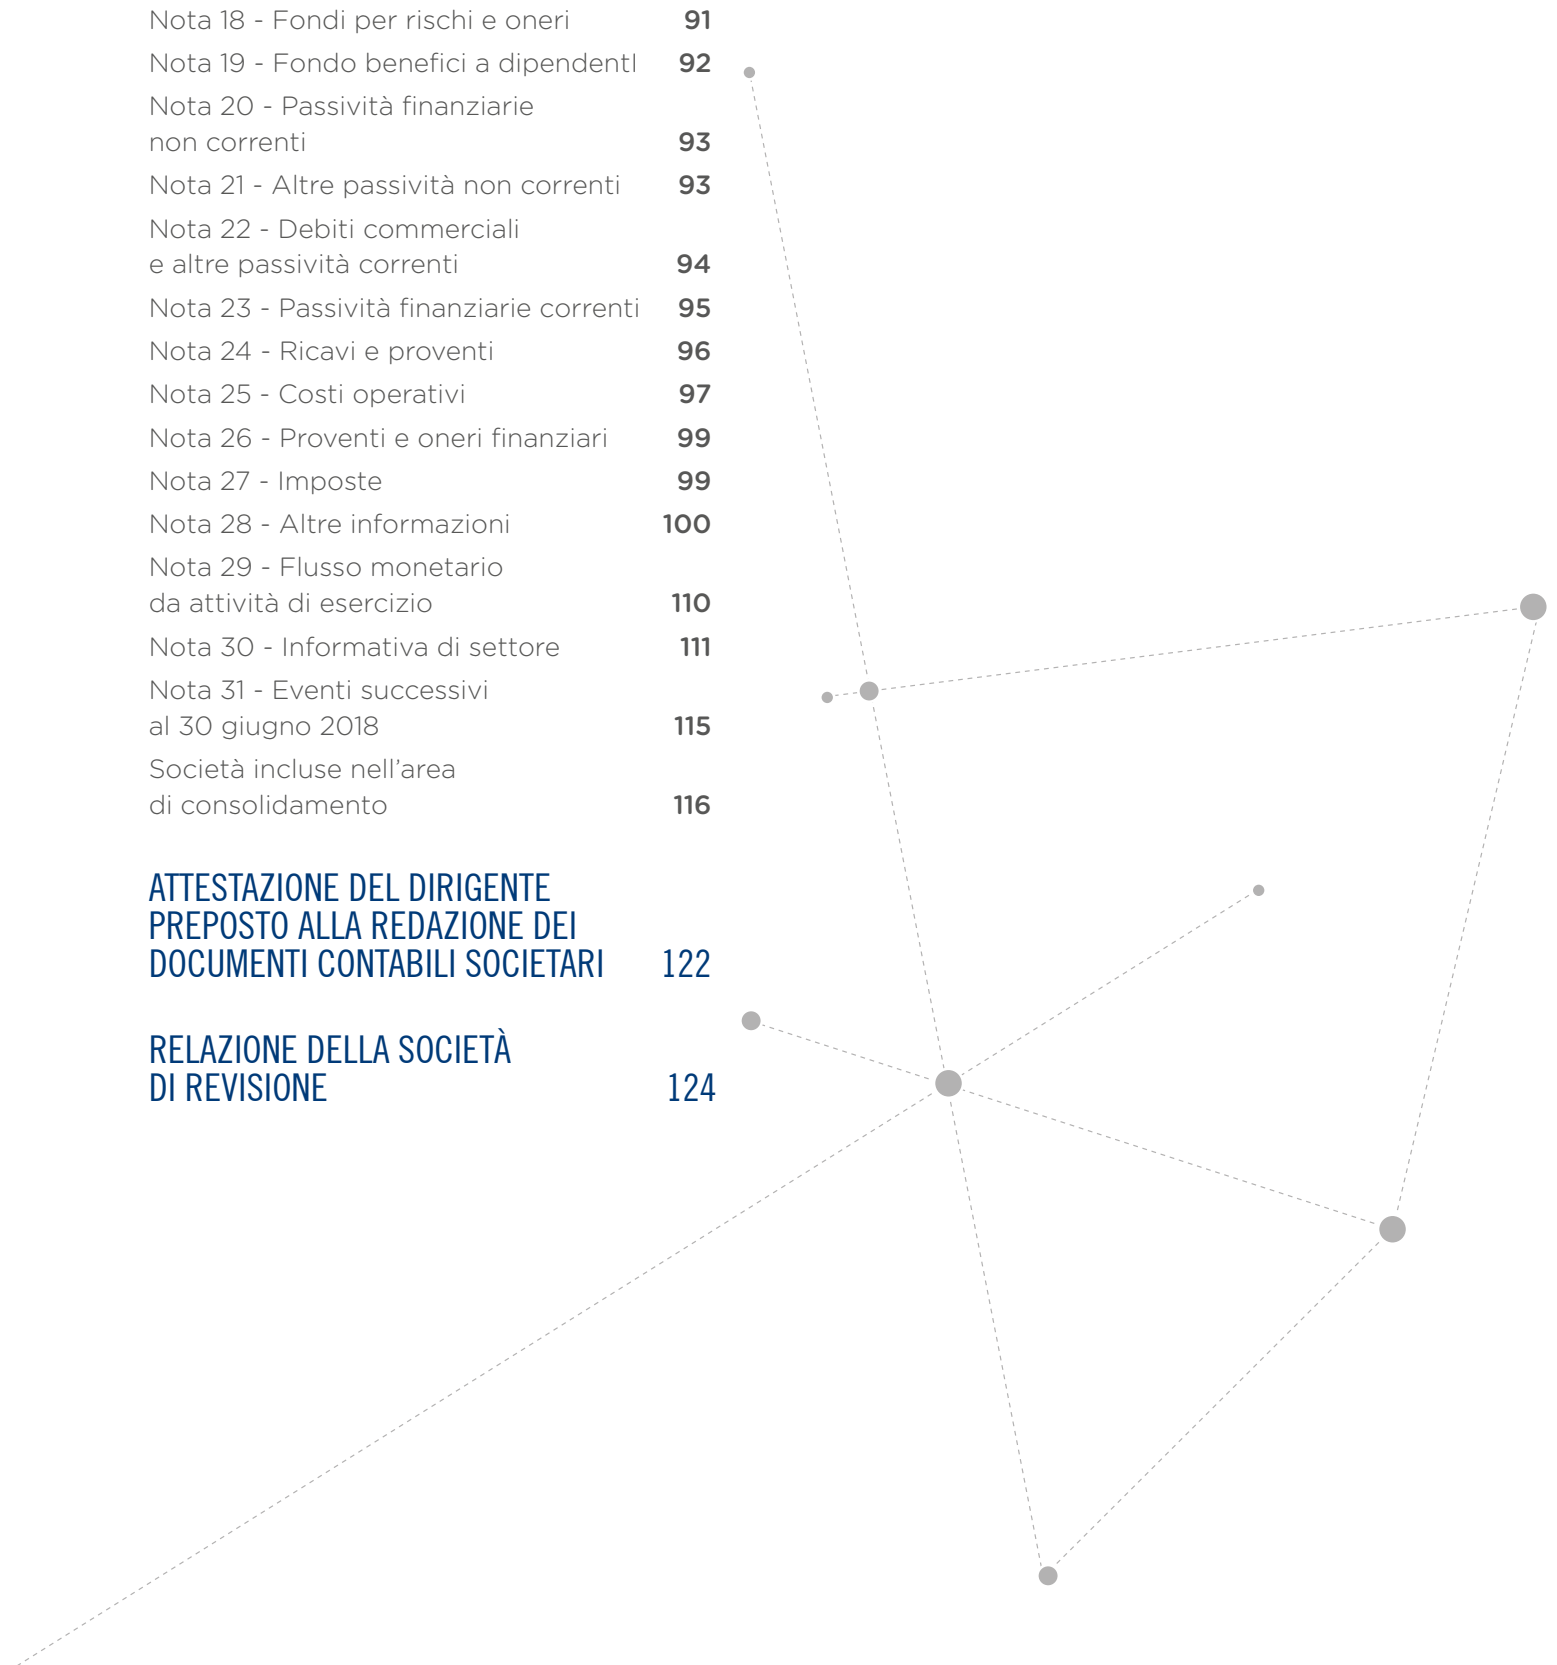 Nota 18 - Fondi per rischi e oneri 91
Nota 19 - Fondo benefici a dipendentI 92
Nota 20 - Passività finanziarie
non correnti 93
Nota 21 - Altre passività non correnti 93
Nota 22 - Debiti commerciali
e altre passività correnti 94
Nota 23 - Passività finanziarie correnti 95
Nota 24 - Ricavi e proventi 96
Nota 25 - Costi operativi 97
Nota 26 - Proventi e oneri finanziari 99
Nota 27 - Imposte 99
Nota 28 - Altre informazioni 100
Nota 29 - Flusso monetario
da attività di esercizio 110
Nota 30 - Informativa di settore 111
Nota 31 - Eventi successivi
al 30 giugno 2018 115
Società incluse nell’area
di consolidamento 116
ATTESTAZIONE DEL DIRIGENTE
PREPOSTO ALLA REDAZIONE DEI
DOCUMENTI CONTABILI SOCIETARI 122
RELAZIONE DELLA SOCIETÀ
DI REVISIONE 124